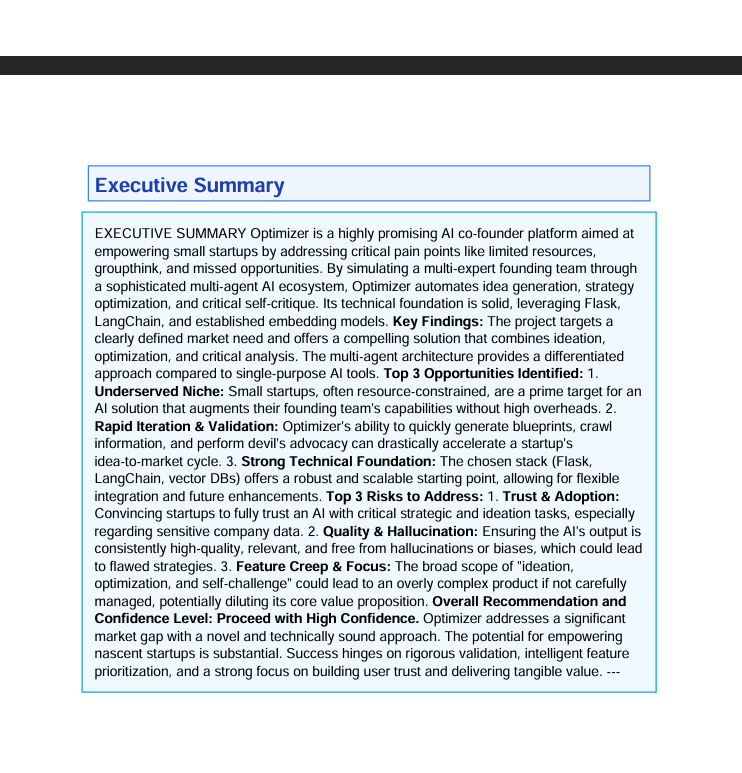 Executive Summary
EXECUTIVE SUMMARY Optimizer is a highly promising AI co-founder platform aimed at
empowering small startups by addressing critical pain points like limited resources,
groupthink, and missed opportunities. By simulating a multi-expert founding team through
a sophisticated multi-agent AI ecosystem, Optimizer automates idea generation, strategy
optimization, and critical self-critique. Its technical foundation is solid, leveraging Flask,
LangChain, and established embedding models. Key Findings: The project targets a
clearly defined market need and offers a compelling solution that combines ideation,
optimization, and critical analysis. The multi-agent architecture provides a differentiated
approach compared to single-purpose AI tools. Top 3 Opportunities Identified: 1.
Underserved Niche: Small startups, often resource-constrained, are a prime target for an
AI solution that augments their founding team's capabilities without high overheads. 2.
Rapid Iteration & Validation: Optimizer's ability to quickly generate blueprints, crawl
information, and perform devil's advocacy can drastically accelerate a startup's
idea-to-market cycle. 3. Strong Technical Foundation: The chosen stack (Flask,
LangChain, vector DBs) offers a robust and scalable starting point, allowing for flexible
integration and future enhancements. Top 3 Risks to Address: 1. Trust & Adoption:
Convincing startups to fully trust an AI with critical strategic and ideation tasks, especially
regarding sensitive company data. 2. Quality & Hallucination: Ensuring the AI's output is
consistently high-quality, relevant, and free from hallucinations or biases, which could lead
to flawed strategies. 3. Feature Creep & Focus: The broad scope of "ideation,
optimization, and self-challenge" could lead to an overly complex product if not carefully
managed, potentially diluting its core value proposition. Overall Recommendation and
Confidence Level: Proceed with High Confidence. Optimizer addresses a significant
market gap with a novel and technically sound approach. The potential for empowering
nascent startups is substantial. Success hinges on rigorous validation, intelligent feature
prioritization, and a strong focus on building user trust and delivering tangible value. ---